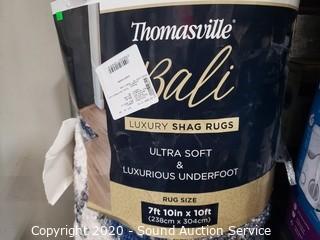 Thomasville
Bali
LUXURY SHAG RUGS
ULTRA SOFT
&
LUXURIOUS UNDERFOOT
RUG SIZE
7ft 10in x 10ft
(238cm x 304cm)
Copyright 2020 - Sound Auction Service